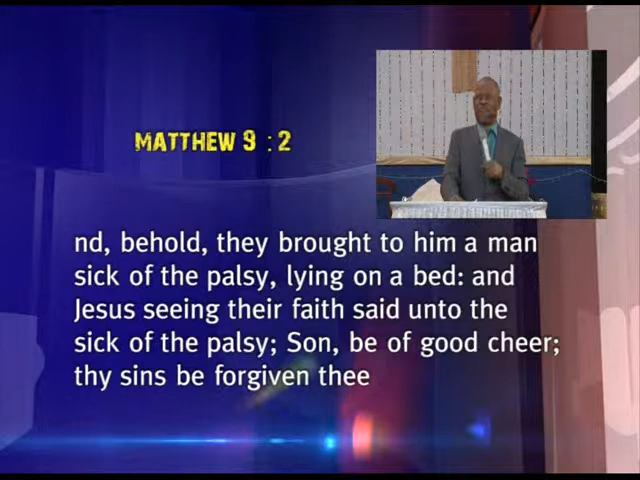 MATTHEW 9 : 2
nd, behold, they brought to him a man
sick of the palsy, lying on a bed: and
Jesus seeing their faith said unto the
sick of the palsy; Son, be of good cheer;
thy sins be forgiven thee